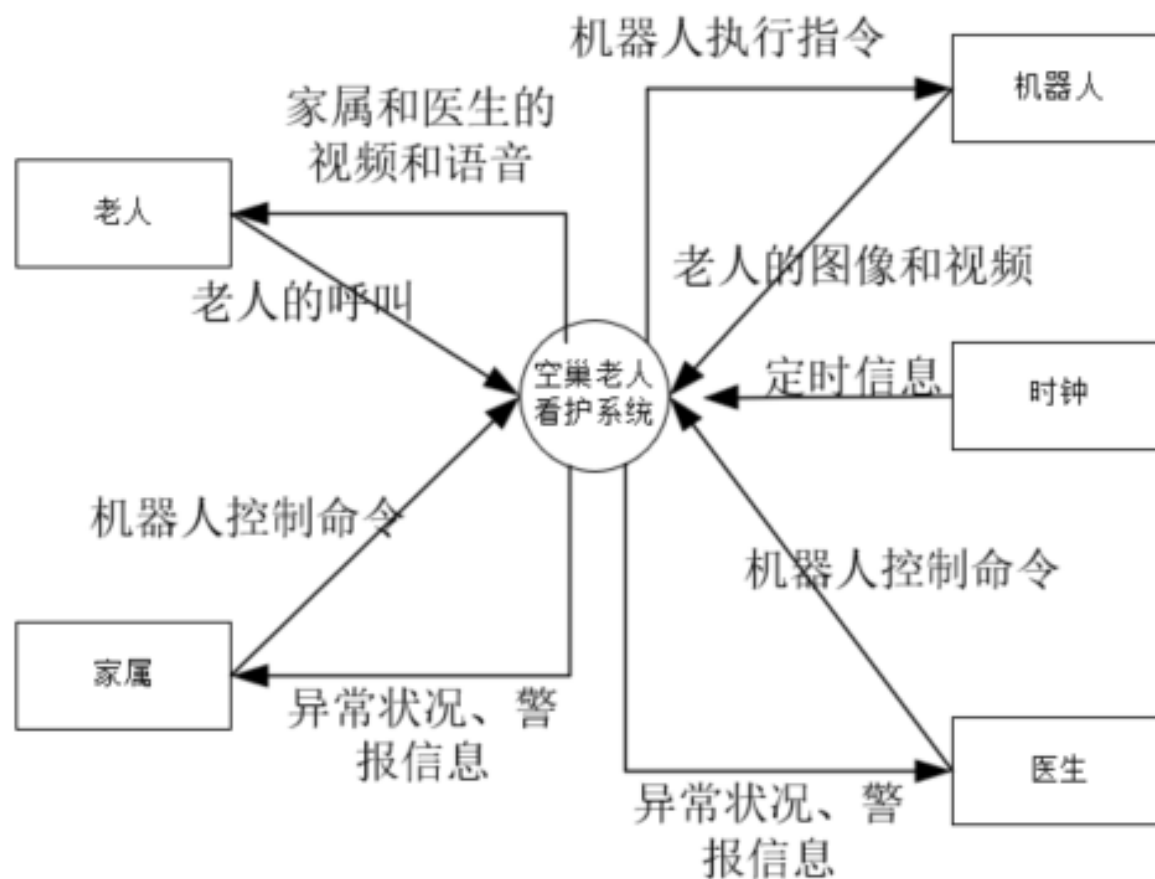 机器人执行指令
机器人
家属和医生的
视频和语音
老人
老人的呼叫
老人的图像和视频
空巢老人
看护系统
定时信息
时钟
机器人控制命令
机器人控制命令
家属
异常状况、警
报信息
医生
异常状况、警
报信息